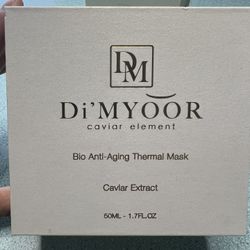 DM
Di'MYOOR
caviar element
Bio Anti-Aging Thermal Mask
Caviar Extract
50ML - 1.7FL.OZ